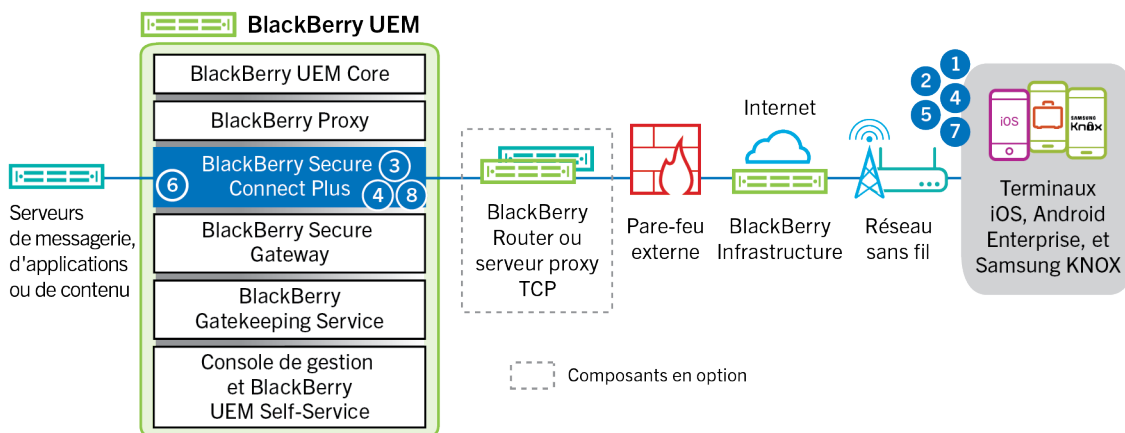 BlackBerry UEM
BlackBerry UEM Core
BlackBerry Proxy
BlackBerry Secure
Connect Plus
3
6
4
8
BlackBerry Secure
Gateway
BlackBerry
Gatekeeping Service
Console de gestion
et BlackBerry
UEM Self-Service
Serveurs
de messagerie,
d'applications
ou de contenu
BlackBerry
Router ou
serveur proxy
TCP
Composants en option
Pare-feu
externe
Internet
BlackBerry
Infrastructure
Réseau
sans fil
1
2
4
5
7
iOS
SAMSUNG
Knox
Terminaux
iOS, Android
Enterprise, et
Samsung KNOX